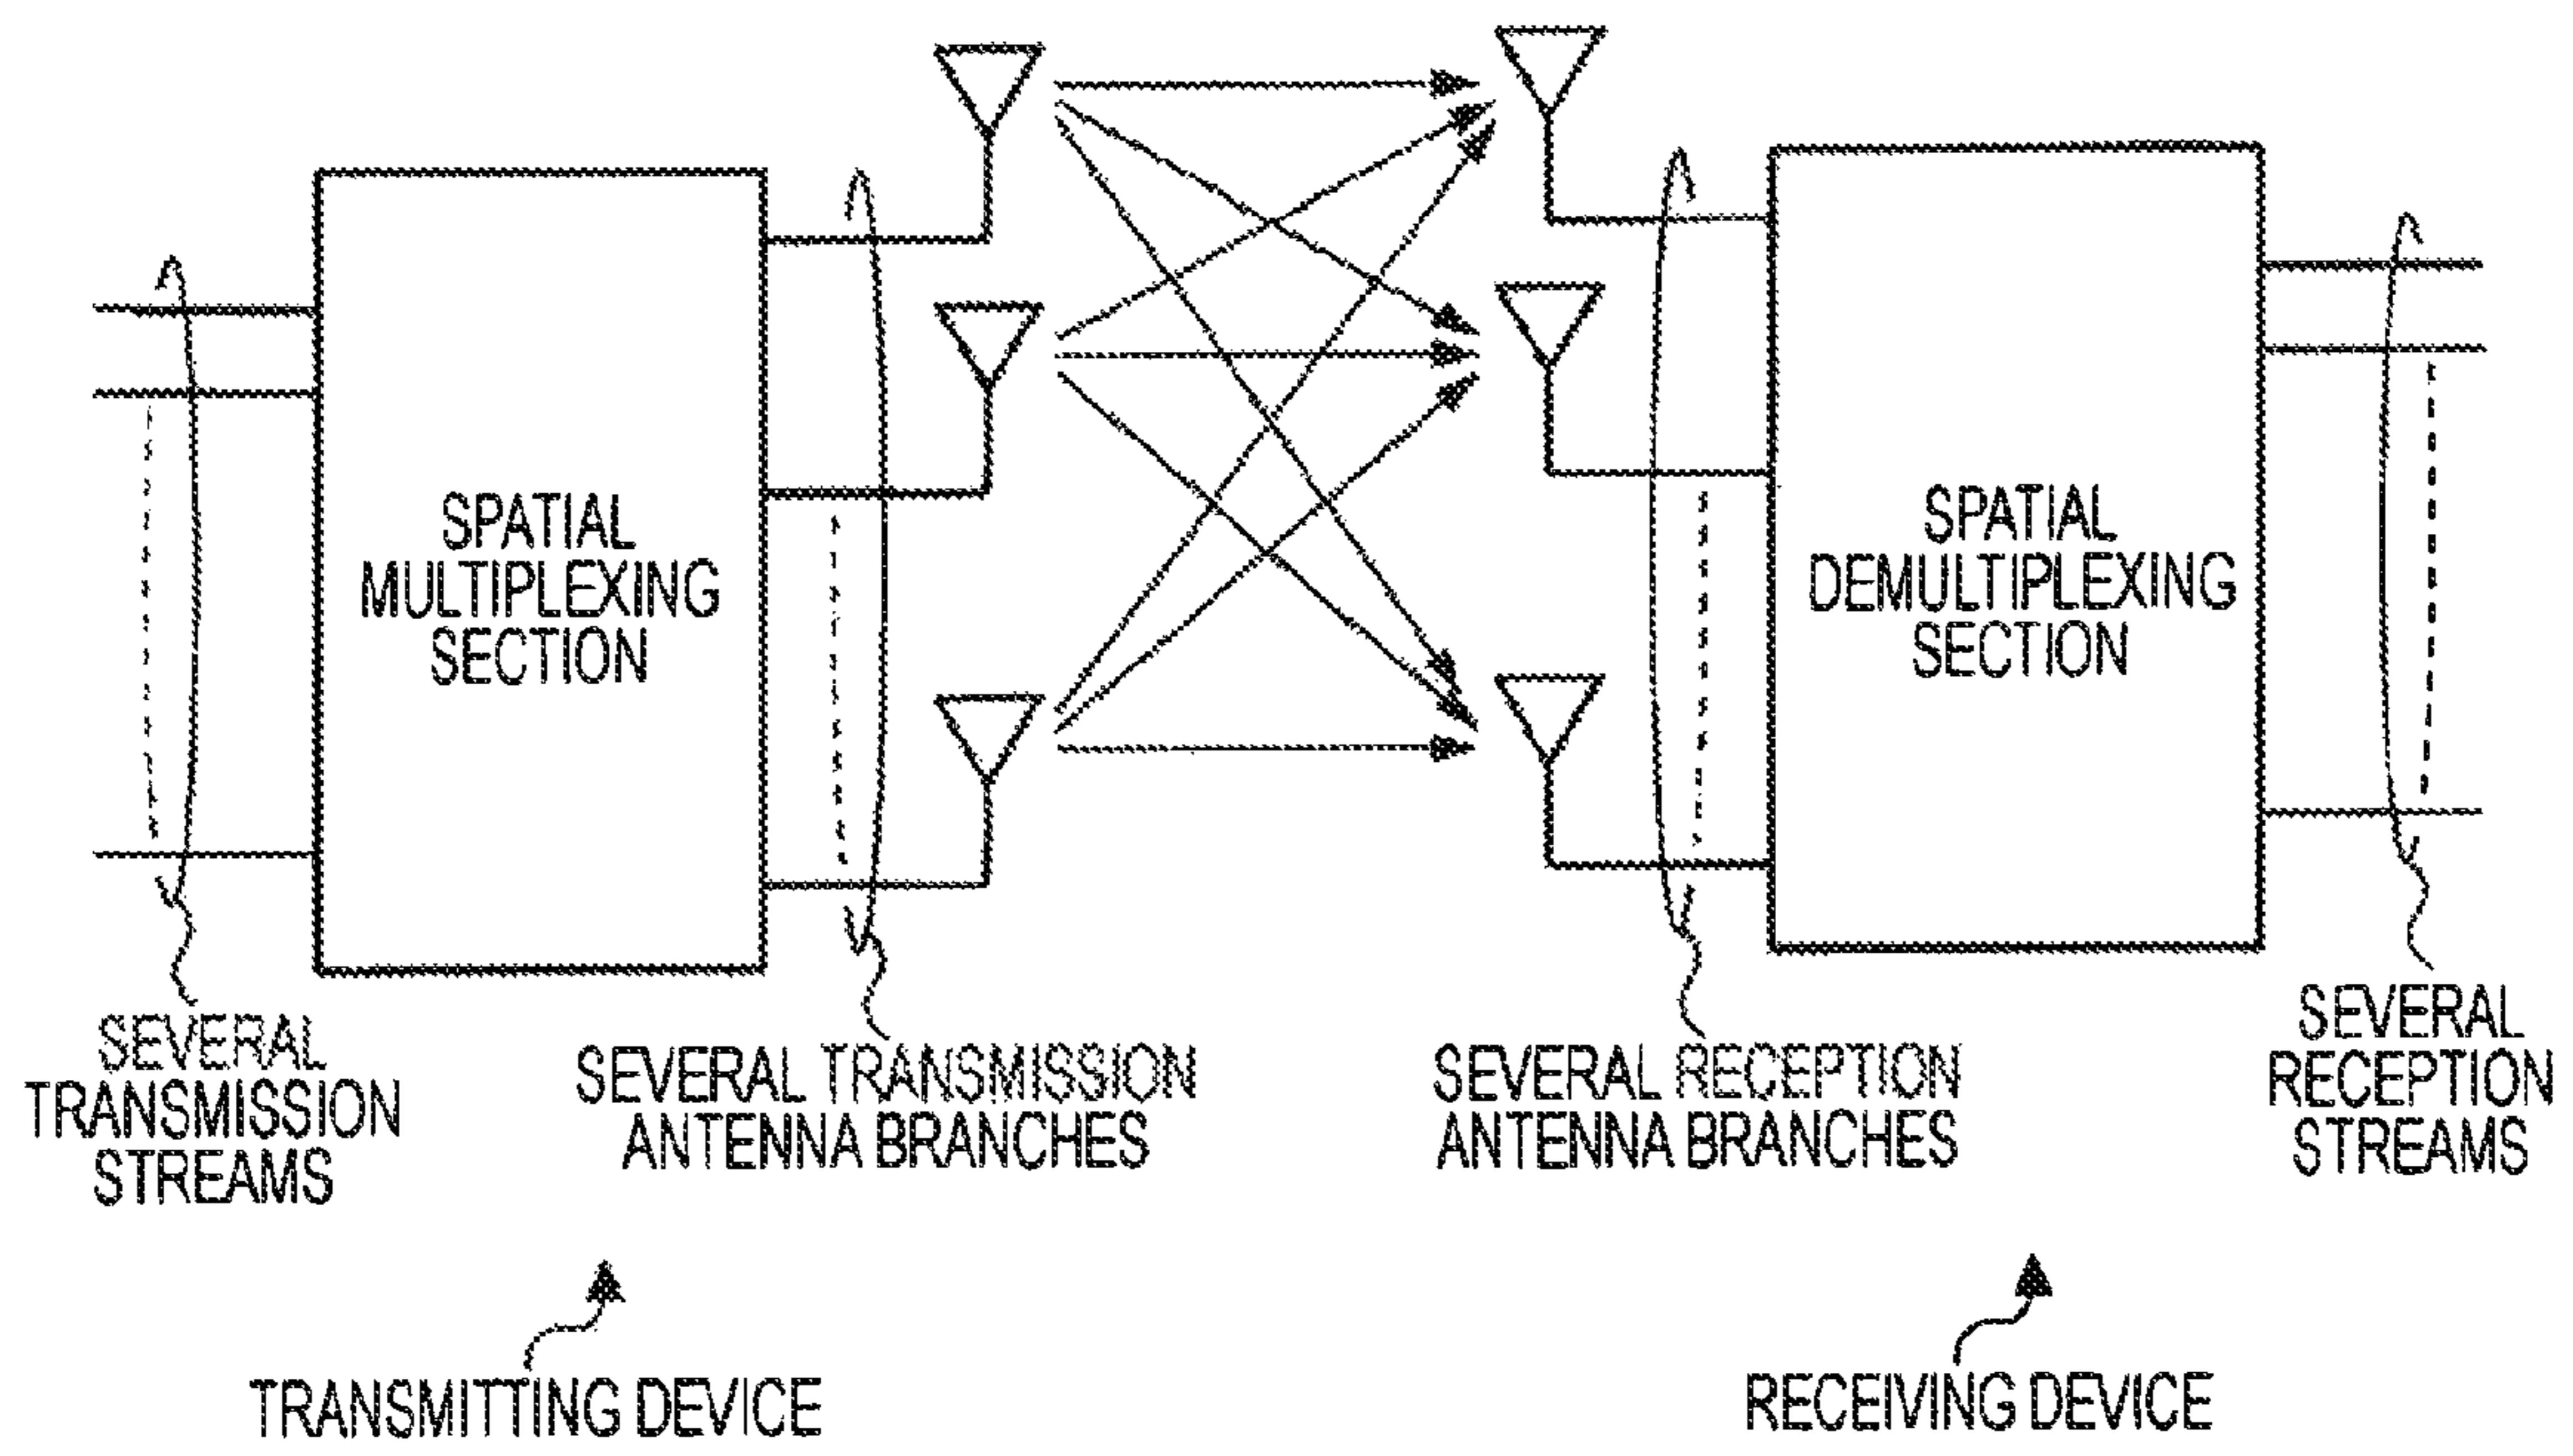 SPATIAL
MULTIPLEXING
SECTION
SPATIAL
DEMULTIPLEXING
SECTION
SEVERAL
TRANSMISSION
STREAMS
SEVERAL TRANSMISSION
ANTENNA BRANCHES
SEVERAL RECEPTION
ANTENNA BRANCHES
SEVERAL
RECEPTION
STREAMS
TRANSMITTING DEVICE
RECEIVING DEVICE